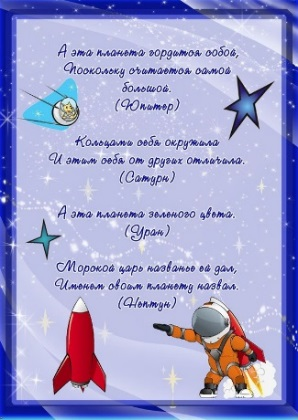 А эта планета гордится собой,
Поскольку считается самой
большой.
(Юпитер)
Кольцами себя окружила
И этим себя от других отличила.
(Сатурн)
А эта планета зеленого цвета.
(Уран)
Морокой царь названье ей дал,
Именем своим планету назвал.
(Нептун)